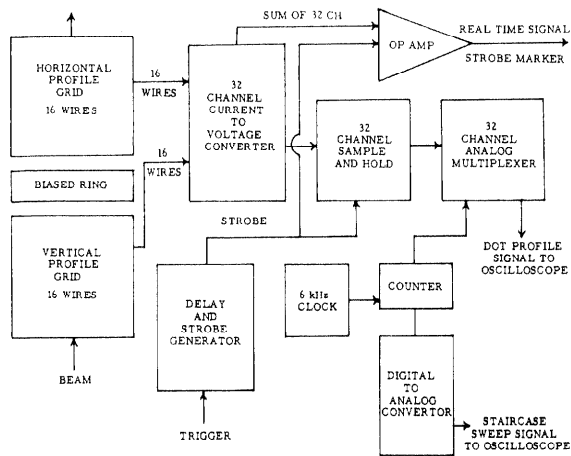 SUM OF 32 CH
OP AMP
REAL TIME SIGNAL
STROBE MARKER
HORIZONTAL
PROFILE
GRID
16 WIRES
16
WIRES
32
CHANNEL
CURRENT
TO
VOLTAGE
CONVERTER
32
CHANNEL
SAMPLE
AND HOLD
32
CHANNEL
ANALOG
MULTIPLEXER
16
WIRES
BIASED RING
STROBE
VERTICAL
PROFILE
GRID
16 WIRES
DOT PROFILE
SIGNAL TO
OSCILLOSCOPE
DELAY
AND
STROBE
GENERATOR
6 kHz
CLOCK
COUNTER
BEAM
DIGITAL
TO
ANALOG
CONVERTOR
TRIGGER
STAIRCASE
SWEEP SIGNAL
TO OSCILLOSCOPE